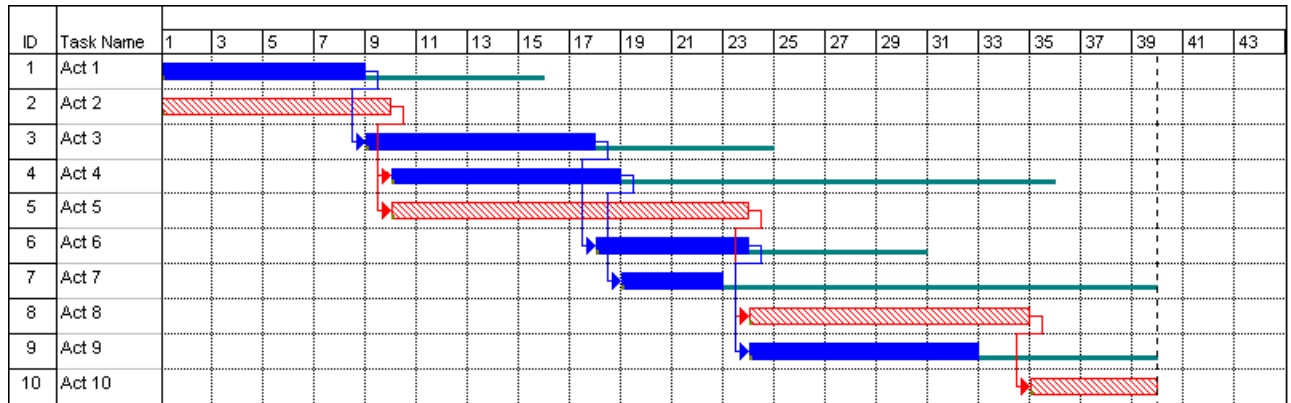 ID Task Name 1 3 5 7 9 11 13 15 17 19 21 23 25 27 29 31 33 35 37 39 41 43
1 Act 1
2 Act 2
3 Act 3
4 Act 4
5 Act 5
6 Act 6
7 Act 7
8 Act 8
9 Act 9
10 Act 10